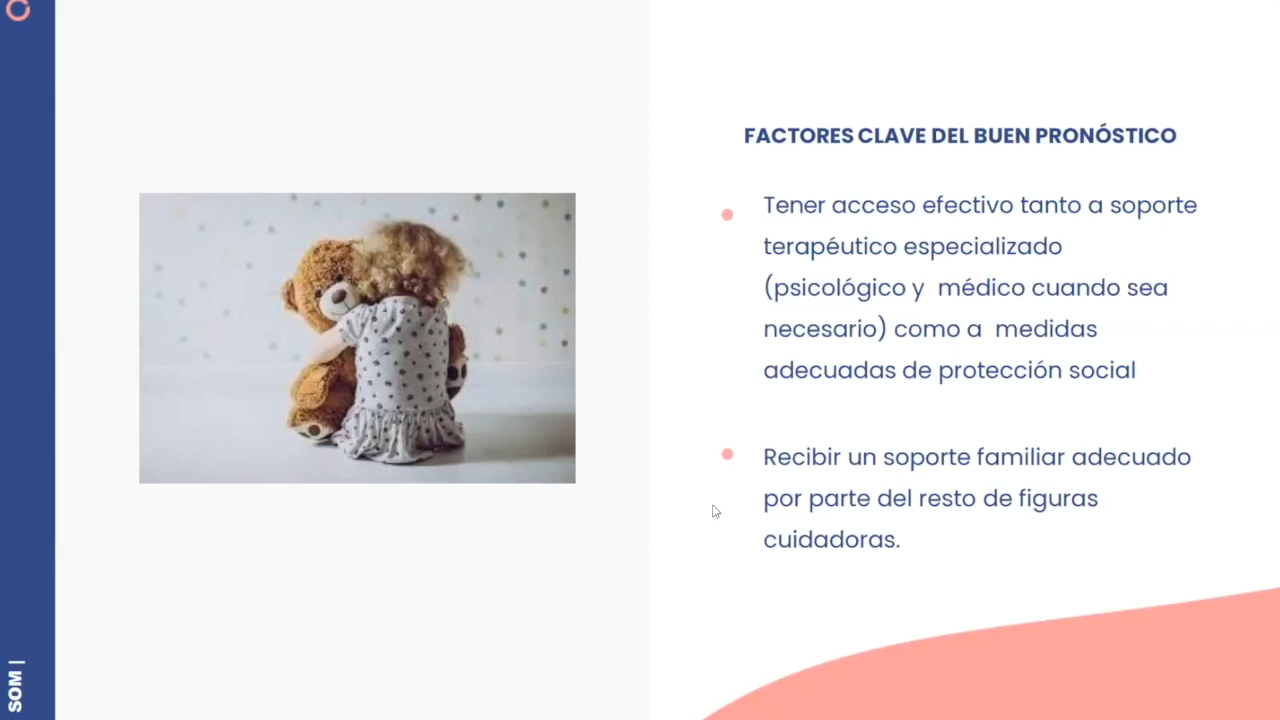 FACTORES CLAVE DEL BUEN PRONÓSTICO
Tener acceso efectivo tanto a soporte
terapéutico especializado
(psicológico y médico cuando sea
necesario) como a medidas
adecuadas de protección social
Recibir un soporte familiar adecuado
por parte del resto de figuras
cuidadoras.
SOM |